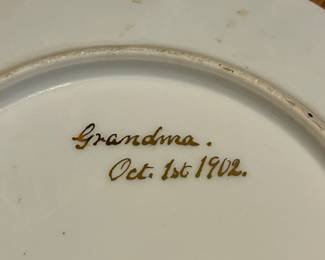 Grandma.
Oct. 1st 1902.